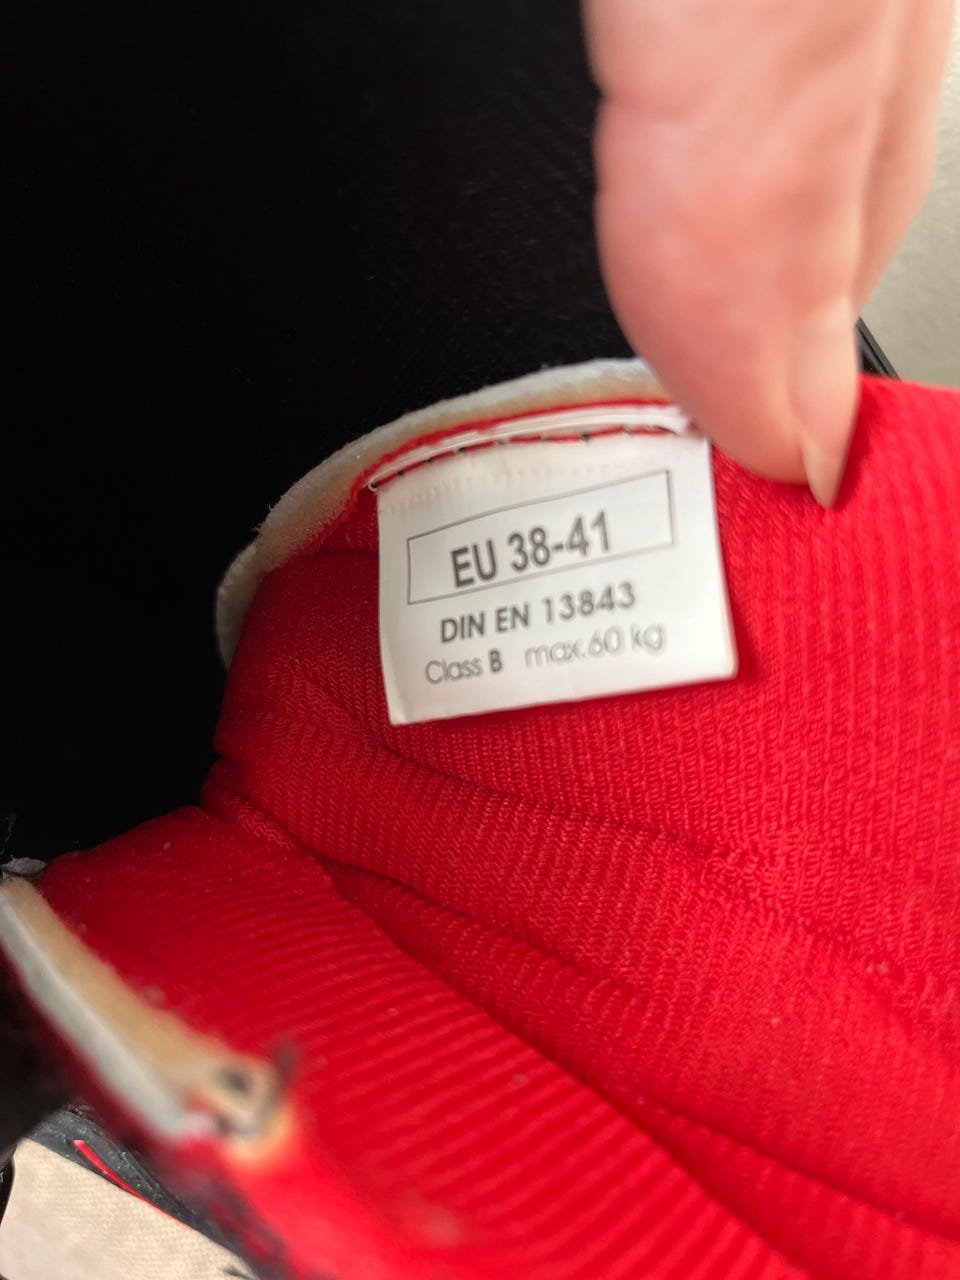 EU 38-41
DIN EN 13843
Class B max.60 kg